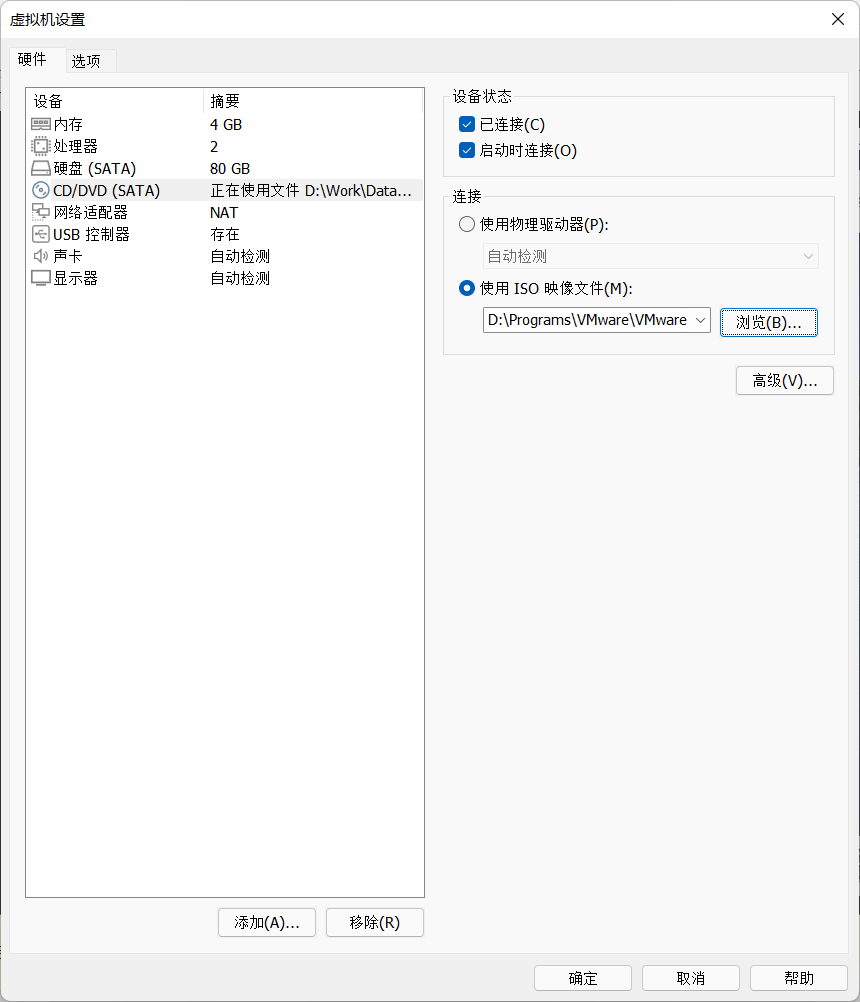 虚拟机设置
硬件 选项
设备 摘要
内存 4 GB
处理器 2
硬盘 (SATA) 80 GB
CD/DVD (SATA) 正在使用文件 D:\Work\Data...
网络适配器 NAT
USB 控制器 存在
声卡 自动检测
显示器 自动检测
添加(A)... 移除(R)
设备状态
已连接(C)
启动时连接(O)
连接
使用物理驱动器(P):
自动检测
使用 ISO 映像文件(M):
D:\Programs\VMware\VMware 浏览(B)...
高级(V)...
确定 取消 帮助